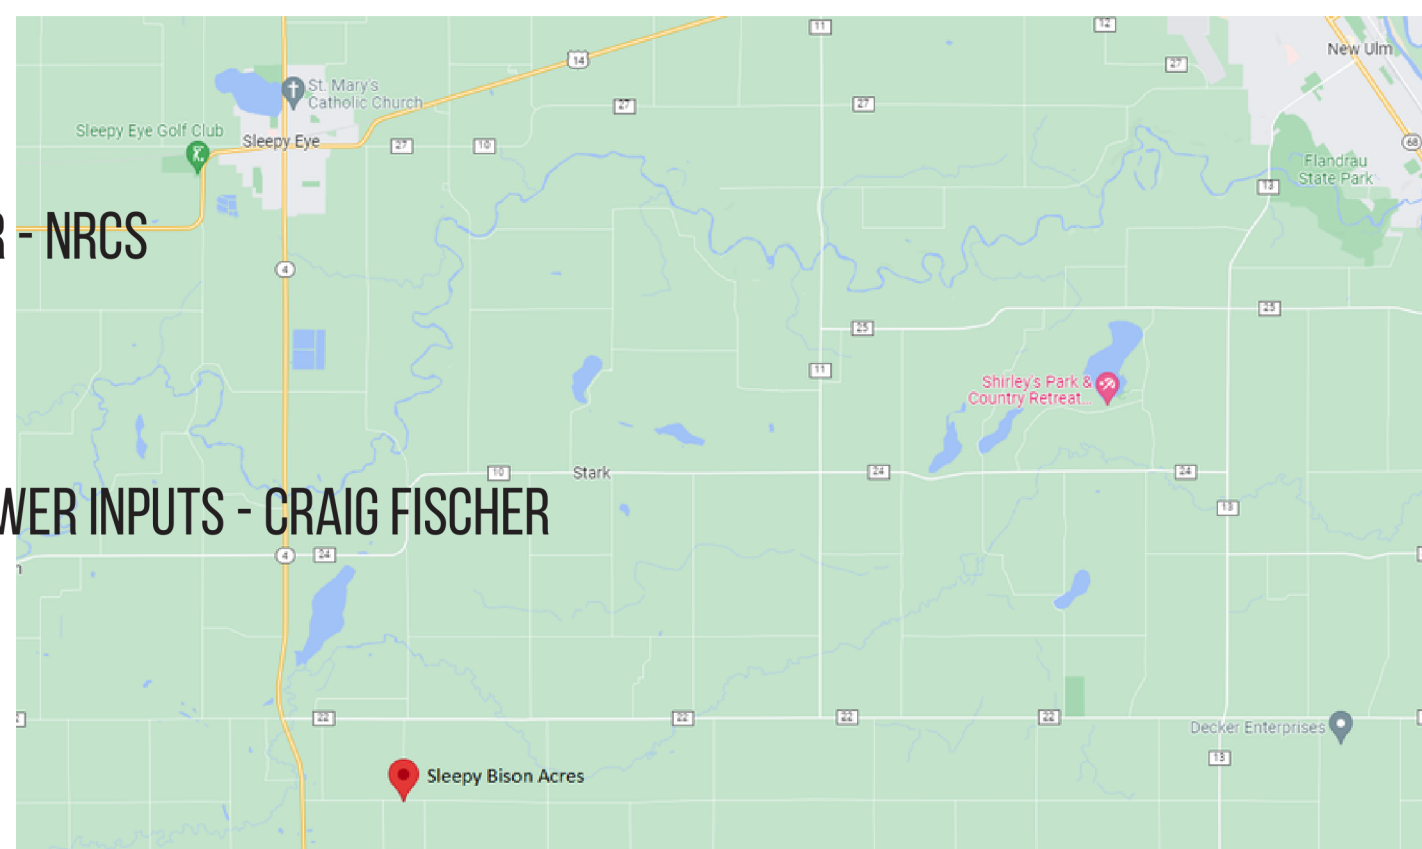 11
12
New Ulm
14
27
St. Mary's
Catholic Church
27
27
Sleepy Eye Golf Club
Sleepy Eye
27
10
68
Flandrau
State Park
13
R - NRCS
4
25
25
11
Shirley's Park &
Country Retreat...
10
Stark
24
24
WER INPUTS - CRAIG FISCHER
13
4
24
22
22
22
22
Decker Enterprises
13
Sleepy Bison Acres